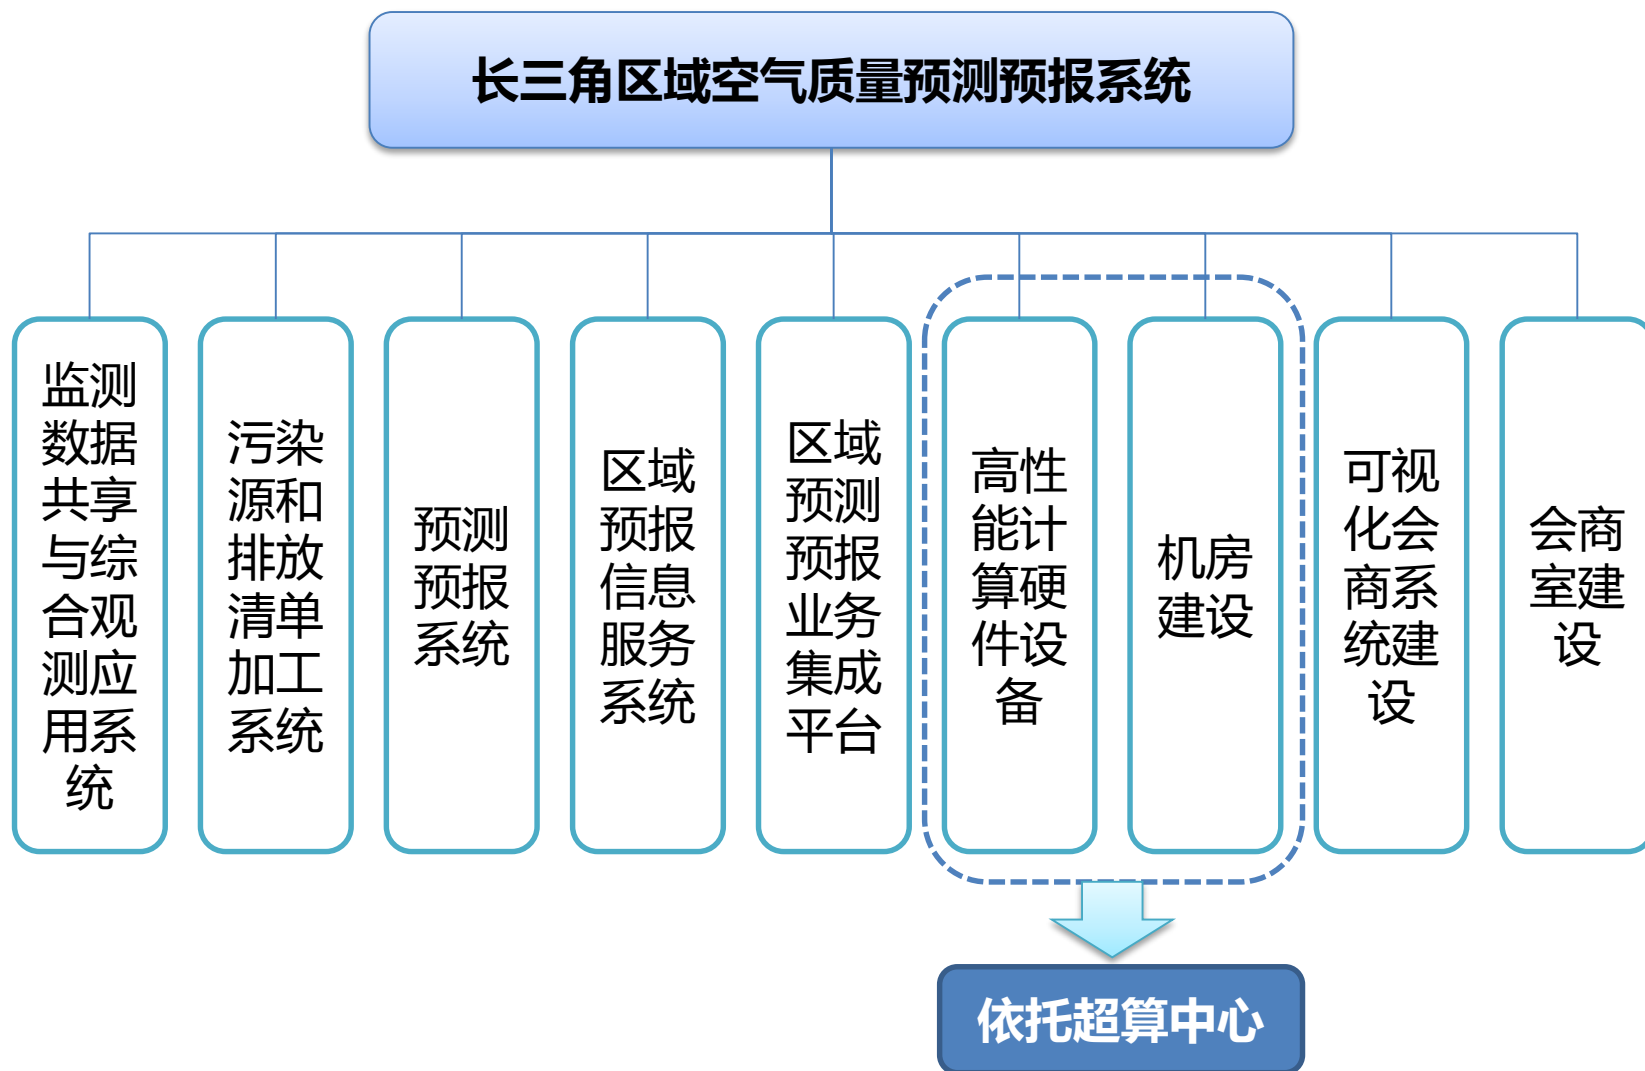 长三角区域空气质量预测预报系统
监测
数据
共享
与综
合观
测应
用系
统
污染
源和
排放
清单
加工
系统
预测
预报
系统
区域
预报
信息
服务
系统
区域
预测
预报
业务
集成
平台
高性
能计
算硬
件设
备
机房
建设
可视
化会
商系
统建
设
会商
室建
设
依托超算中心